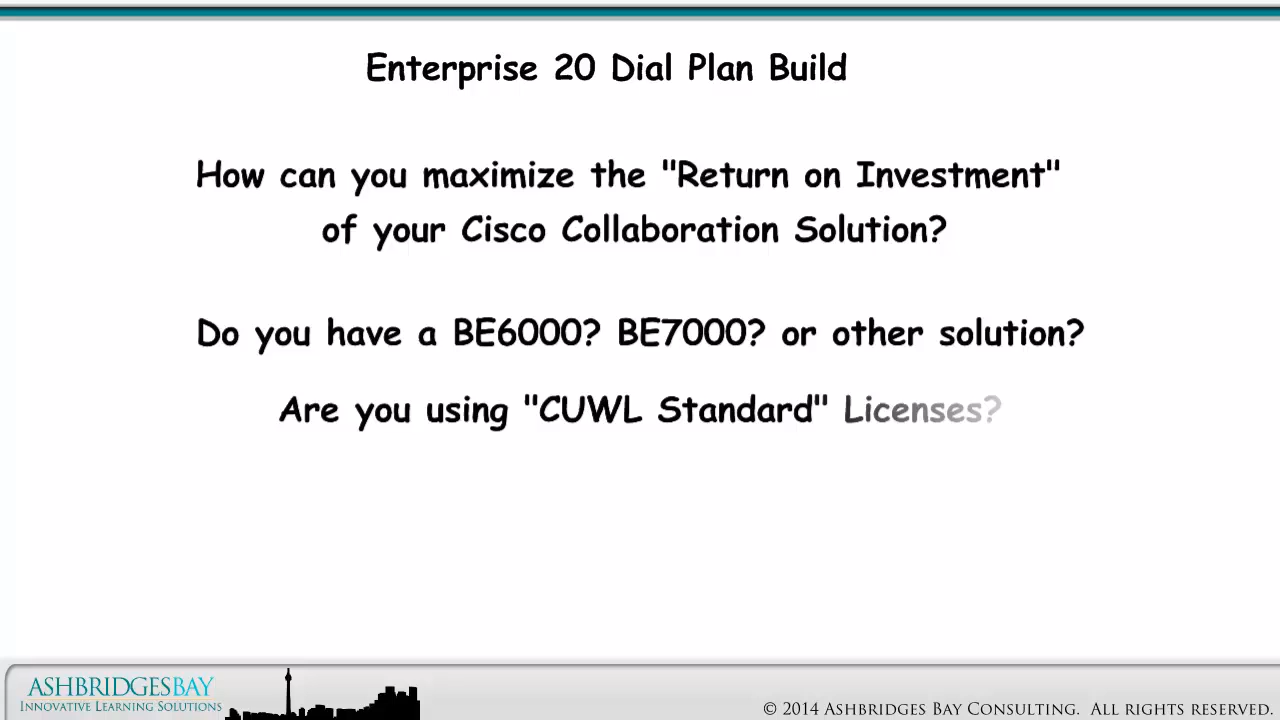 Enterprise 20 Dial Plan Build
How can you maximize the "Return on Investment"
of your Cisco Collaboration Solution?
Do you have a BE6000? BE7000? or other solution?
Are you using "CUWL Standard" Licenses?
ASHBRIDGESBAY
INNOVATIVE LEARNING SOLUTIONS
© 2014 ASHBRIDGES BAY CONSULTING. ALL RIGHTS RESERVED.